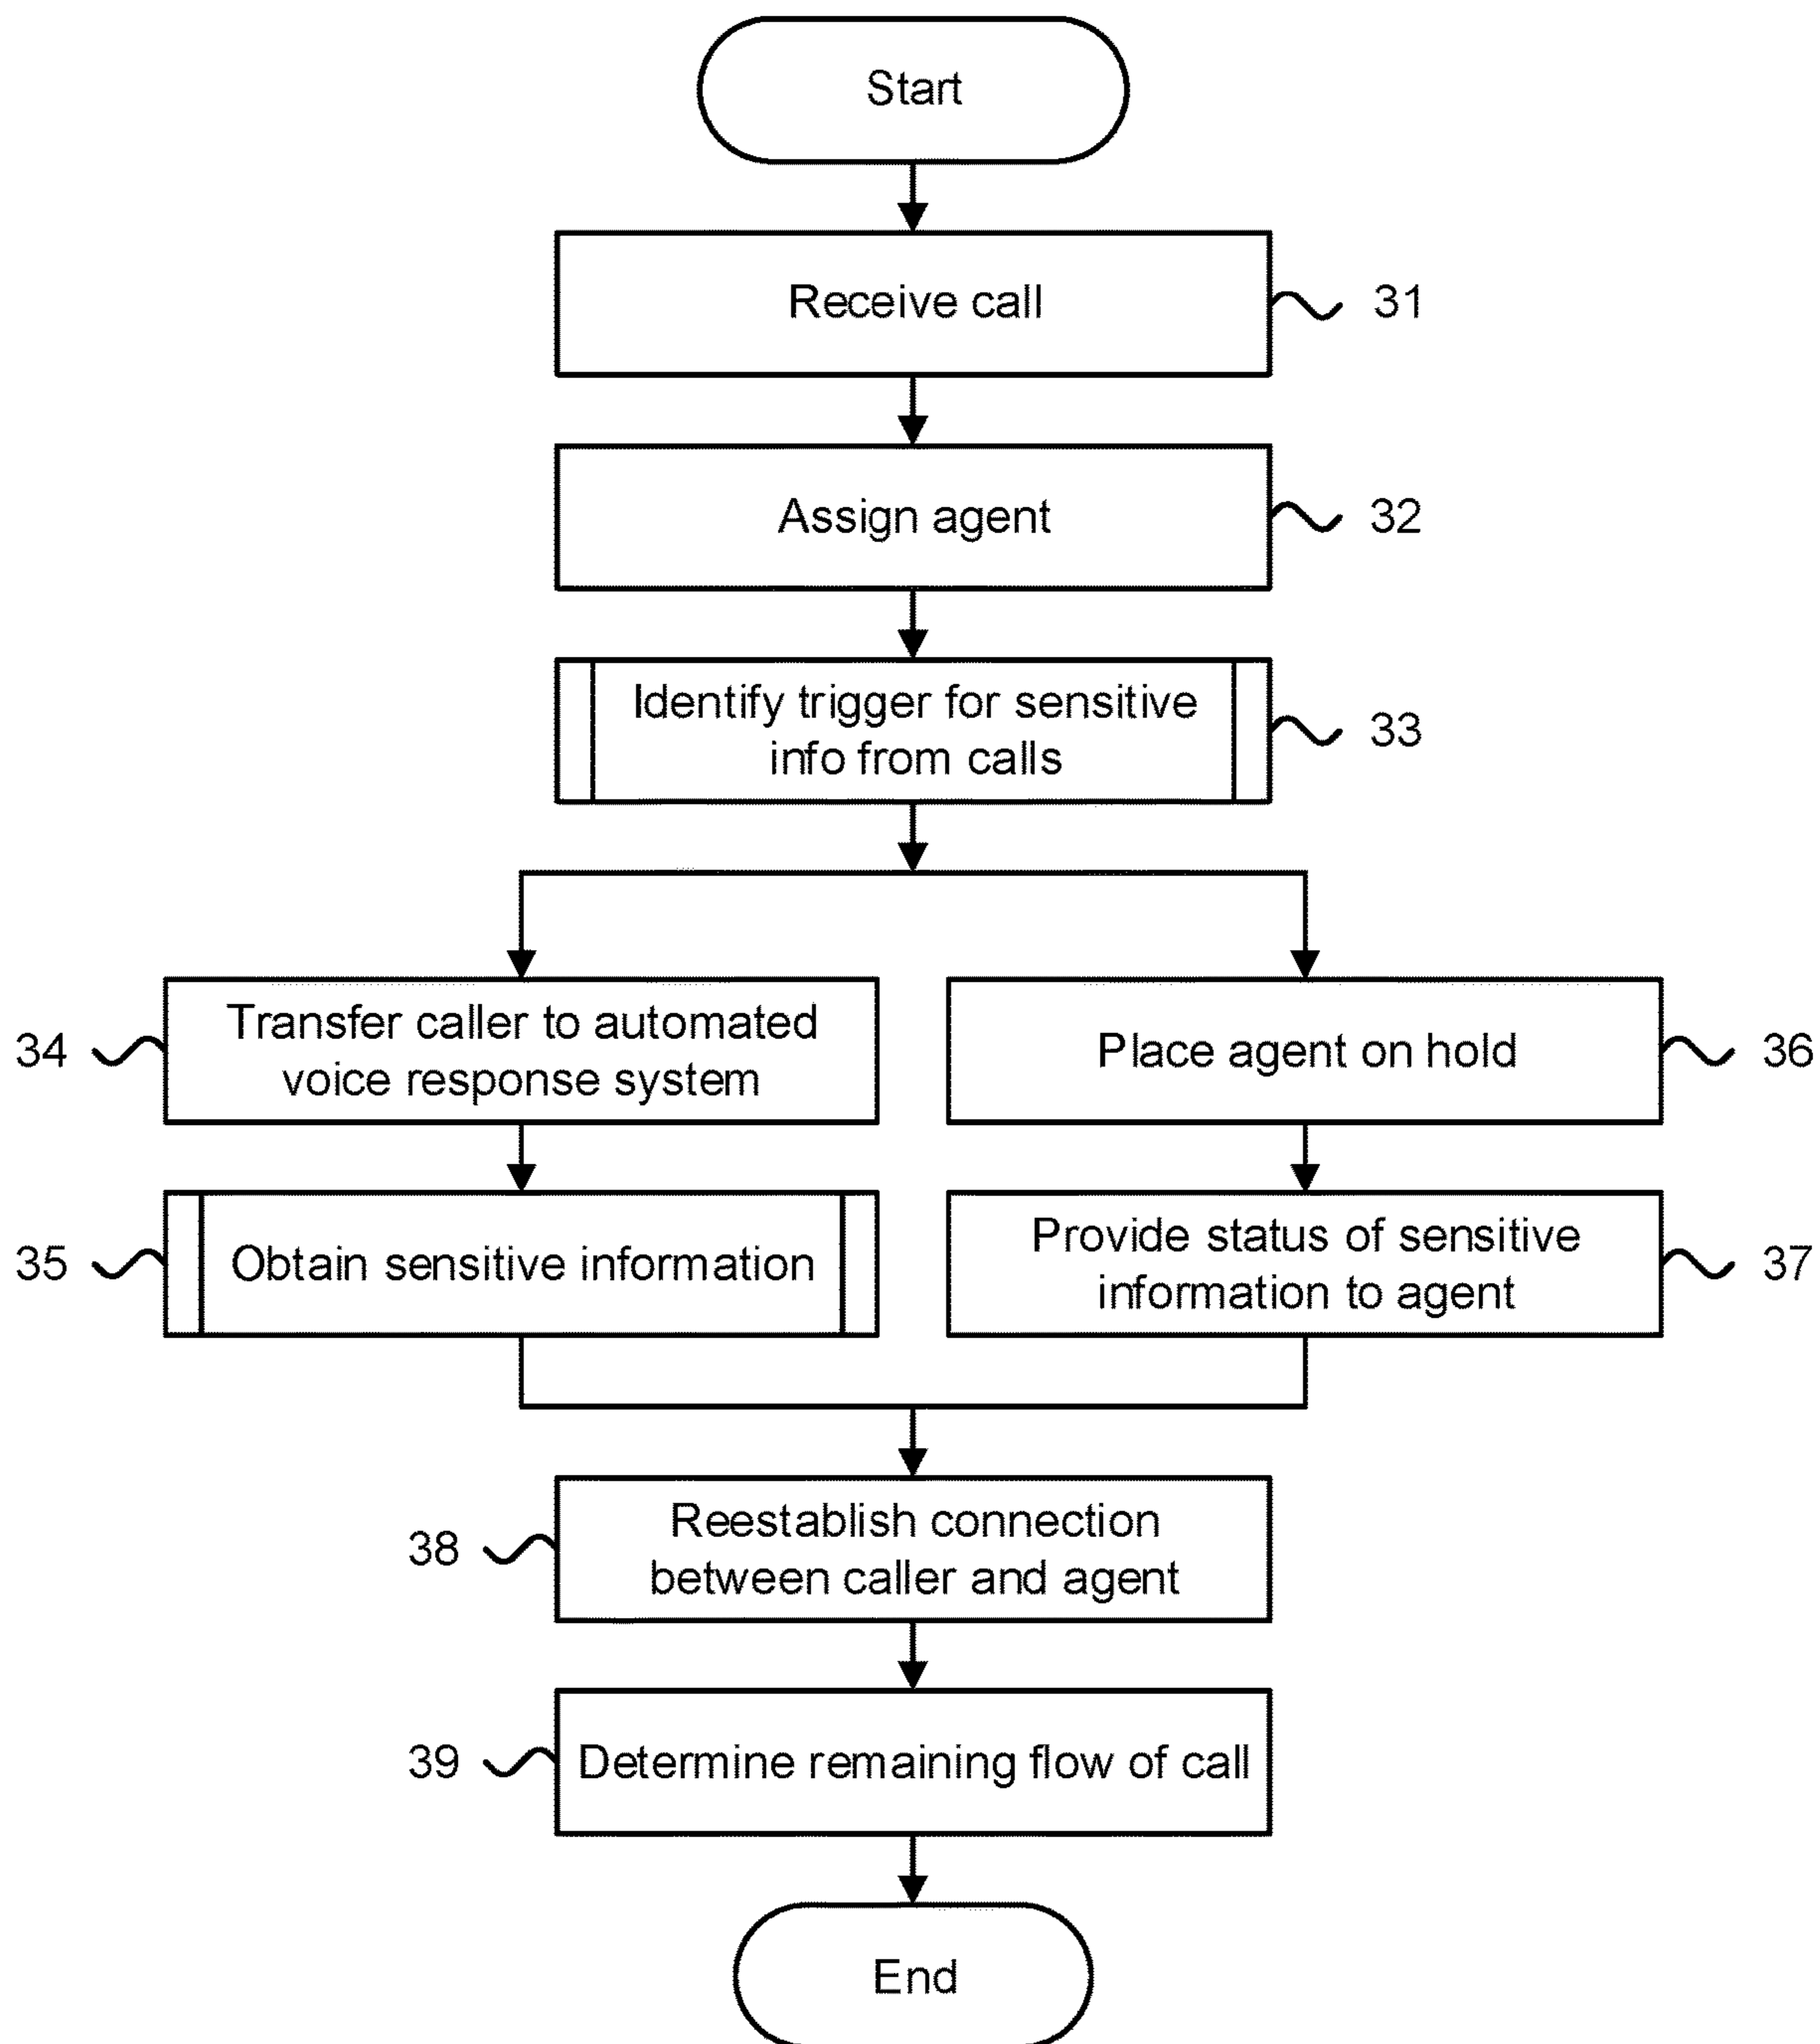 Start
Receive call
31
Assign agent
32
Identify trigger for sensitive
info from calls
33
34
Transfer caller to automated
voice response system
Place agent on hold
36
35
Obtain sensitive information
Provide status of sensitive
information to agent
37
38
Reestablish connection
between caller and agent
39
Determine remaining flow of call
End